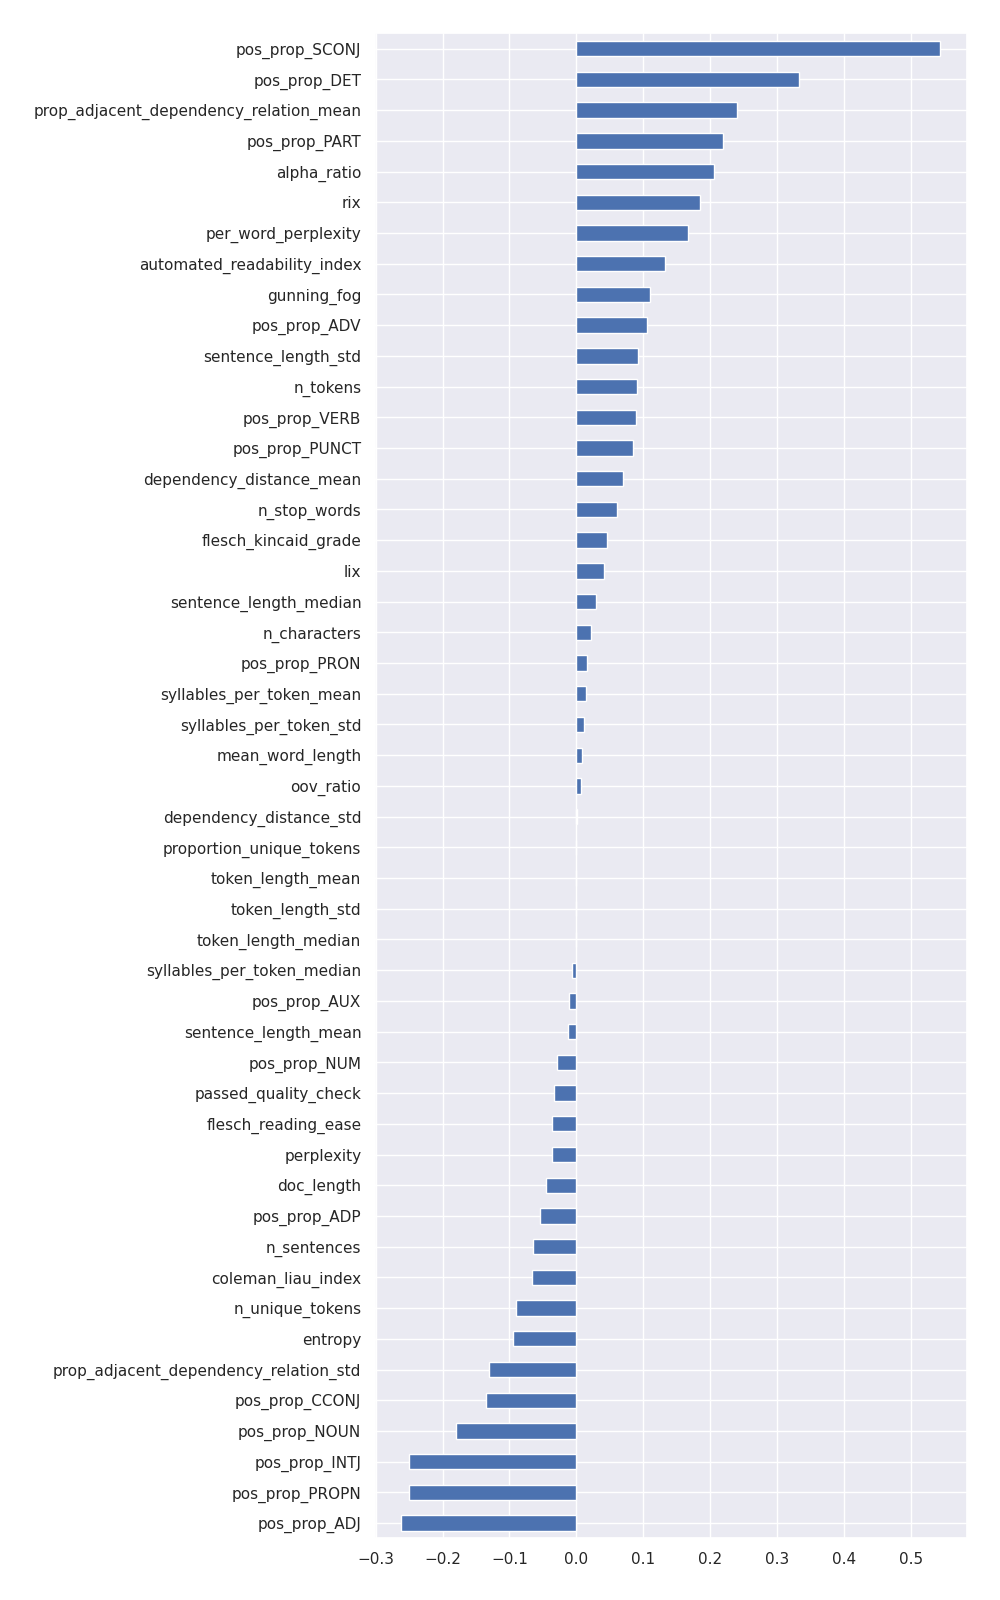 pos_prop_SCONJ
pos_prop_DET
prop_adjacent_dependency_relation_mean
pos_prop_PART
alpha_ratio
rix
per_word_perplexity
automated_readability_index
gunning_fog
pos_prop_ADV
sentence_length_std
n_tokens
pos_prop_VERB
pos_prop_PUNCT
dependency_distance_mean
n_stop_words
flesch_kincaid_grade
lix
sentence_length_median
n_characters
pos_prop_PRON
syllables_per_token_mean
syllables_per_token_std
mean_word_length
oov_ratio
dependency_distance_std
proportion_unique_tokens
token_length_mean
token_length_std
token_length_median
syllables_per_token_median
pos_prop_AUX
sentence_length_mean
pos_prop_NUM
passed_quality_check
flesch_reading_ease
perplexity
doc_length
pos_prop_ADP
n_sentences
coleman_liau_index
n_unique_tokens
entropy
prop_adjacent_dependency_relation_std
pos_prop_CCONJ
pos_prop_NOUN
pos_prop_INTJ
pos_prop_PROPN
pos_prop_ADJ
−0.3 −0.2 −0.1 0.0 0.1 0.2 0.3 0.4 0.5